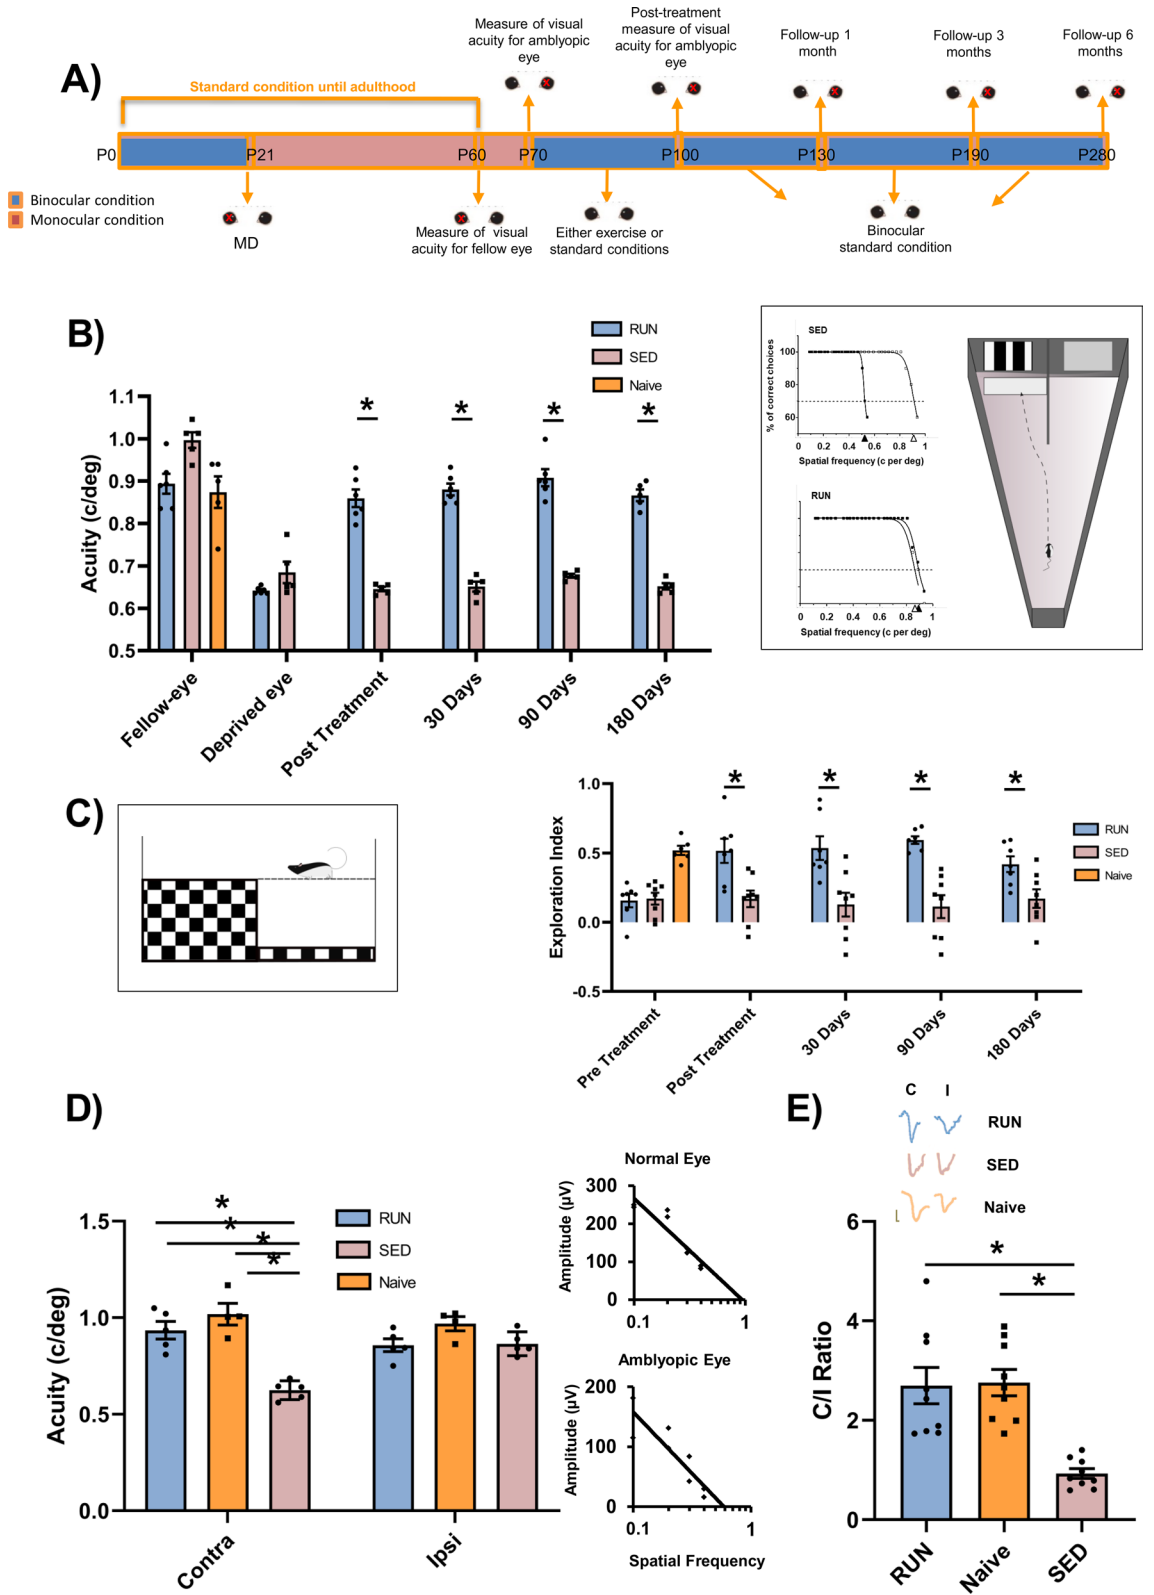 A)
Measure of visual
acuity for amblyopic
eye
Post-treatment
measure of visual
acuity for amblyopic
eye
Follow-up 1
month
Follow-up 3
months
Follow-up 6
months
Standard condition until adulthood
P0 P21 P60 P70 P100 P130 P190 P280
Binocular condition
Monocular condition
MD
Measure of visual
acuity for fellow eye
Either exercise or
standard conditions
Binocular
standard condition
B)
RUN
SED
Naive
Acuity (c/deg)
1.1
1.0
0.9
0.8
0.7
0.6
0.5
* * * *
Fellow-eye
Deprived eye
Post Treatment
30 Days
90 Days
180 Days
SED
% of correct choices
100
80
60
0 0.2 0.4 0.6 0.8 1
Spatial frequency (c per deg)
RUN
0 0.2 0.4 0.6 0.8 1
Spatial frequency (c per deg)
C)
Exploration Index
1.0
0.5
0.0
-0.5
* * * *
RUN
SED
Naive
Pre Treatment
Post Treatment
30 Days
90 Days
180 Days
D)
Acuity (c/deg)
1.5
1.0
0.5
0.0
*
*
*
*
RUN
SED
Naive
Contra
Ipsi
Normal Eye
Amplitude (µV)
300
200
100
0
0.1 1
Amblyopic Eye
Amplitude (µV)
200
100
0
0.1 1
Spatial Frequency
E)
C I
RUN
SED
Naive
C/I Ratio
6
4
2
0
*
*
RUN
Naive
SED